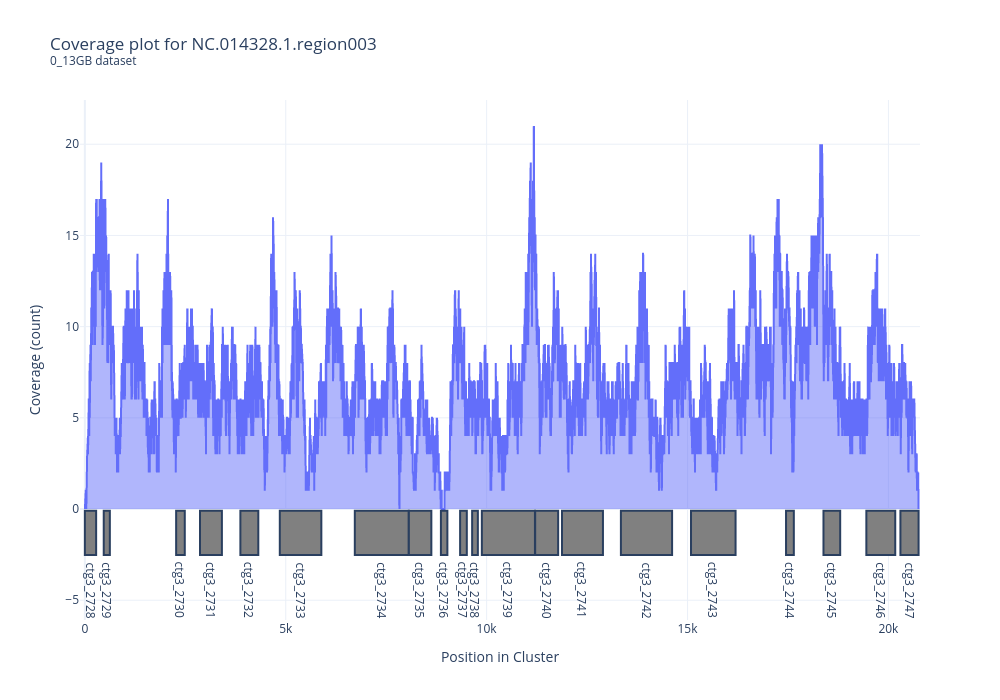 Coverage plot for NC.014328.1.region003
0_13GB dataset
Coverage (count)
20
15
10
5
0
−5
ctg3_2728
ctg3_2729
ctg3_2730
ctg3_2731
ctg3_2732
ctg3_2733
ctg3_2734
ctg3_2735
ctg3_2736
ctg3_2737
ctg3_2738
ctg3_2739
ctg3_2740
ctg3_2741
ctg3_2742
ctg3_2743
ctg3_2744
ctg3_2745
ctg3_2746
ctg3_2747
0
5k
10k
15k
20k
Position in Cluster